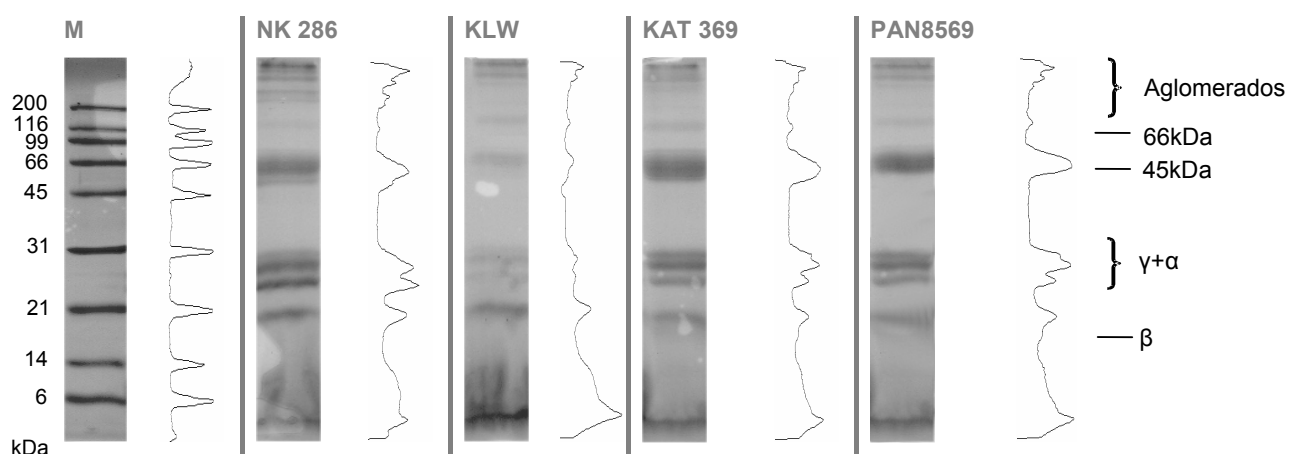 M NK 286 KLW KAT 369 PAN8569
200
116
99
66
45
31
21
14
6
kDa
Aglomerados
66kDa
45kDa
γ+α
β